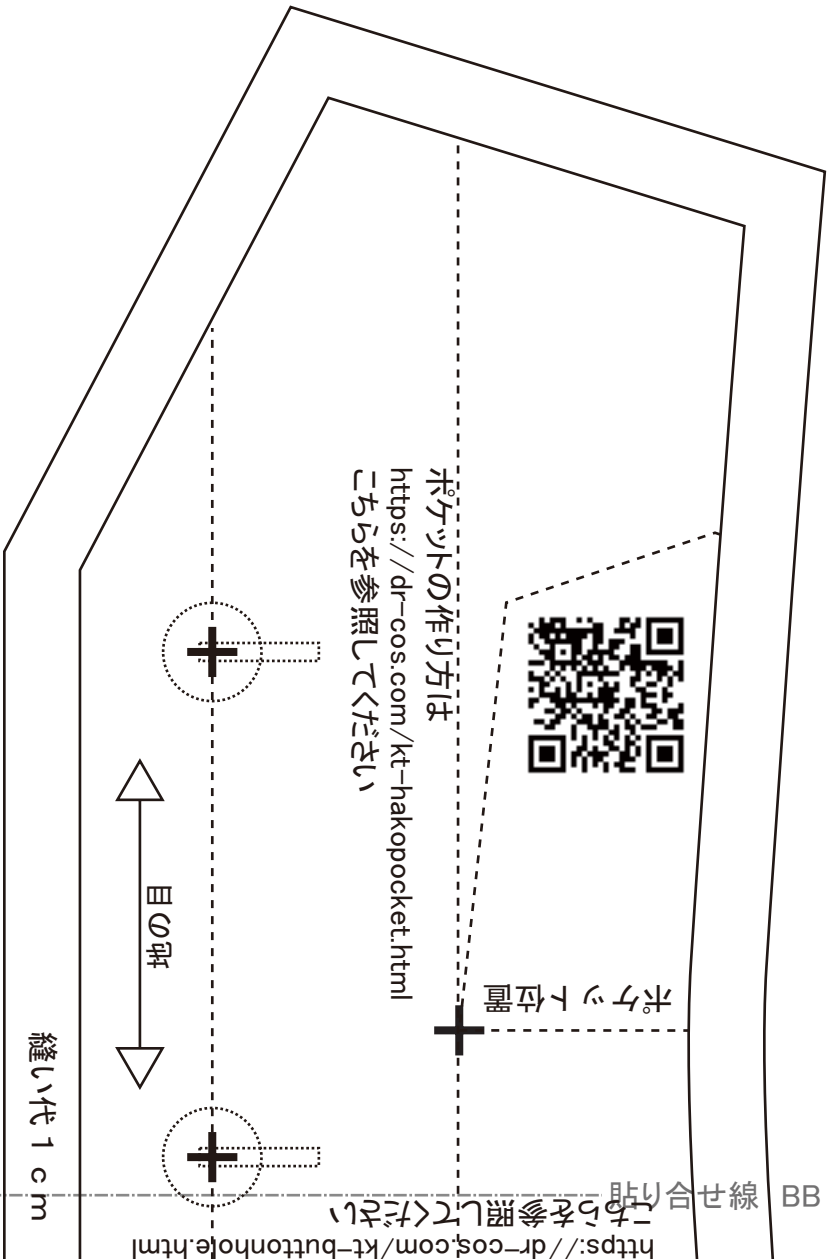 ポケットの作り方は
https://dr-cos.com/kt-hakopocket.html
こちらを参照してください
ポケット位置
地の目
縫い代 1 cm
貼り合せ線 BB
https://dr-cos.com/kt-buttonhole.html
こちらを参照してください